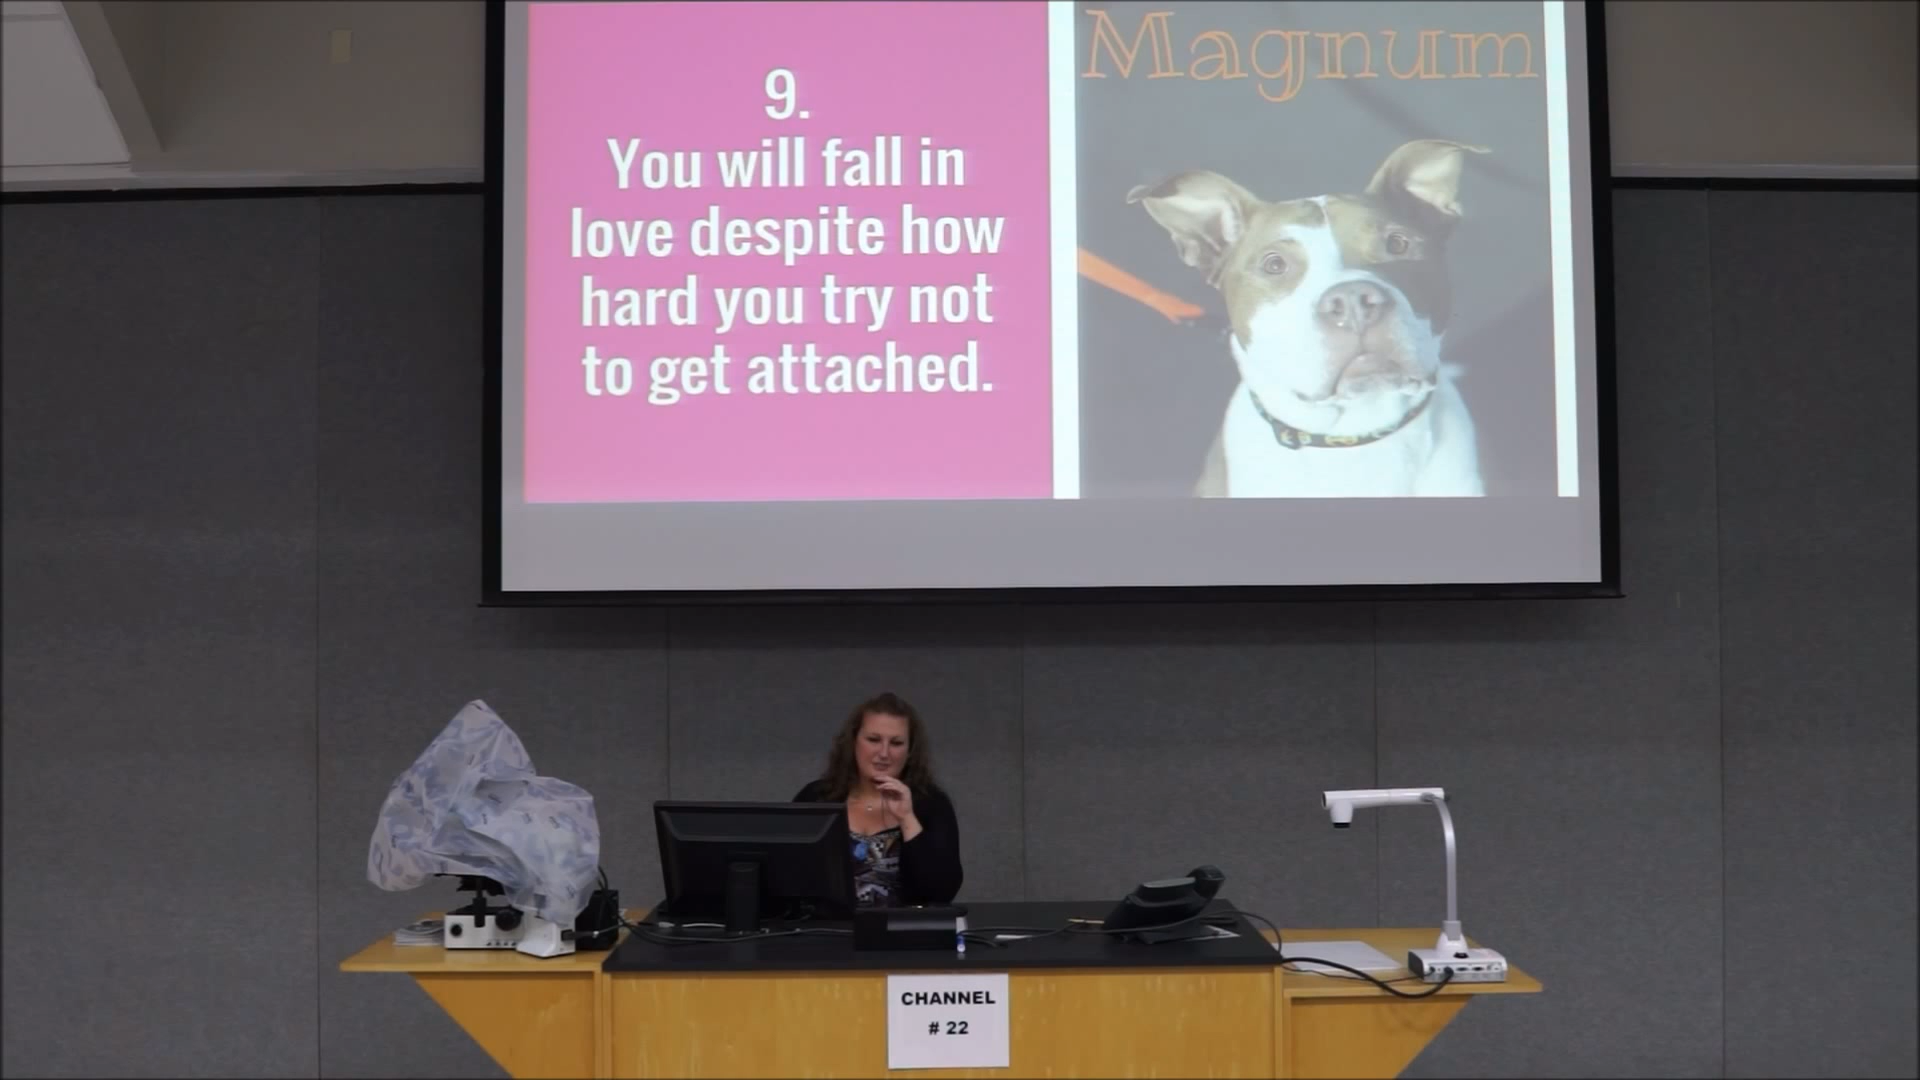 9.
You will fall in
love despite how
hard you try not
to get attached.
Magnum
CHANNEL
# 22